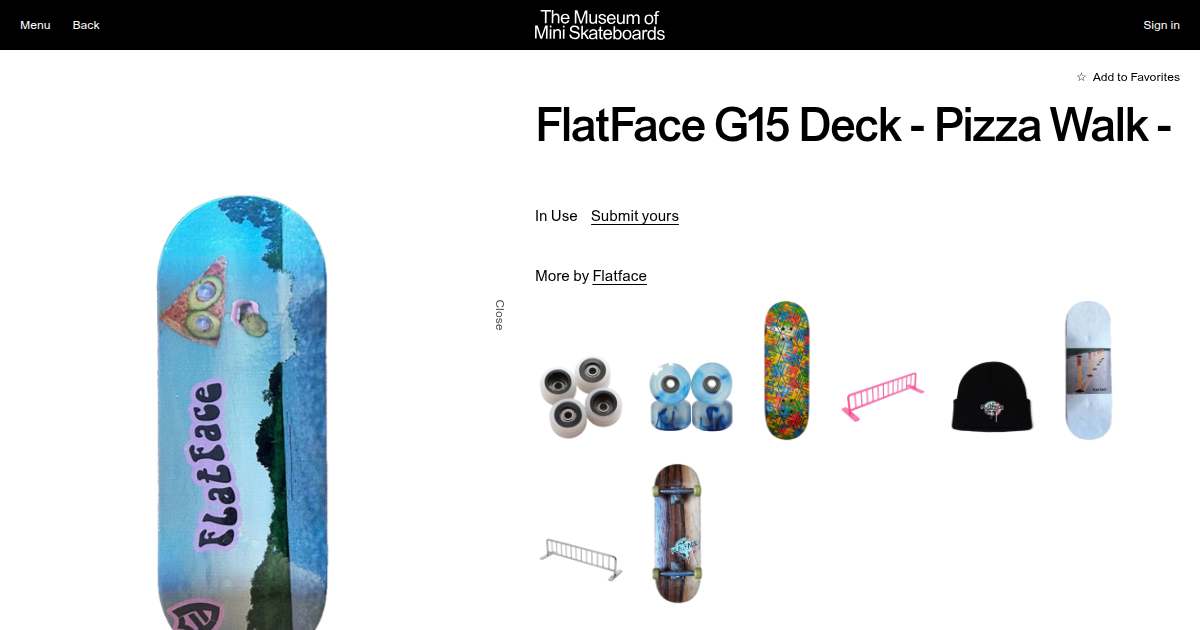 Menu
Back
The Museum of
Mini Skateboards
Sign in
☆ Add to Favorites
FlatFace G15 Deck - Pizza Walk -
In Use
Submit yours
More by Flatface
Close
FLatFace